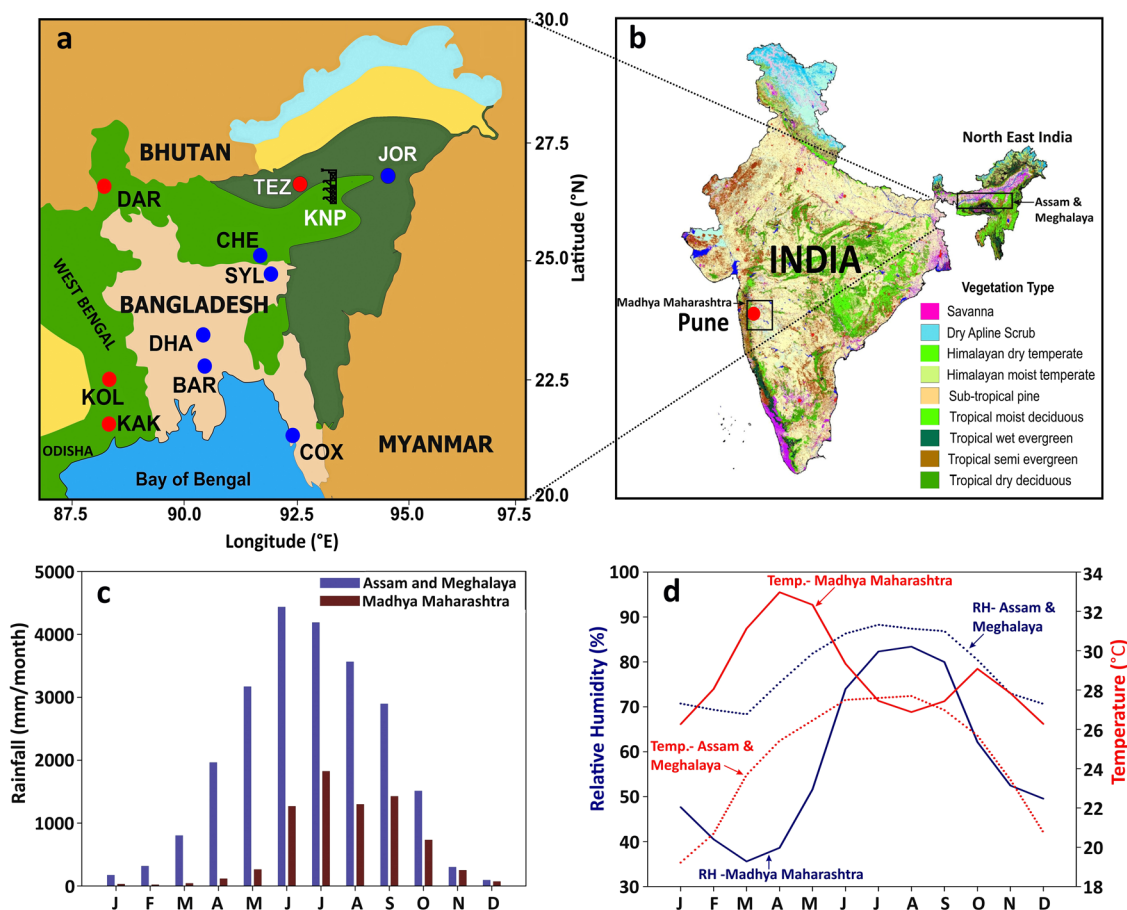 a
BHUTAN
JOR
TEZ
DAR
KNP
CHE
SYL
WEST BENGAL
BANGLADESH
DHA
BAR
KOL
KAK
COX
MYANMAR
ODISHA
Bay of Bengal
30.0
27.5
25.0
22.5
20.0
Latitude (°N)
87.5 90.0 92.5 95.0 97.5
Longitude (°E)
b
North East India
Assam &
Meghalaya
INDIA
Madhya Maharashtra
Pune
Vegetation Type
Savanna
Dry Apline Scrub
Himalayan dry temperate
Himalayan moist temperate
Sub-tropical pine
Tropical moist deciduous
Tropical wet evergreen
Tropical semi evergreen
Tropical dry deciduous
c
Assam and Meghalaya
Madhya Maharashtra
5000
4000
3000
2000
1000
0
Rainfall (mm/month)
J F M A M J J A S O N D
d
Temp.- Madhya Maharashtra
RH- Assam &
Meghalaya
Temp.- Assam &
Meghalaya
RH -Madhya Maharashtra
100
90
80
70
60
50
40
30
Relative Humidity (%)
34
32
30
28
26
24
22
20
18
Temperature (°C)
J F M A M J J A S O N D